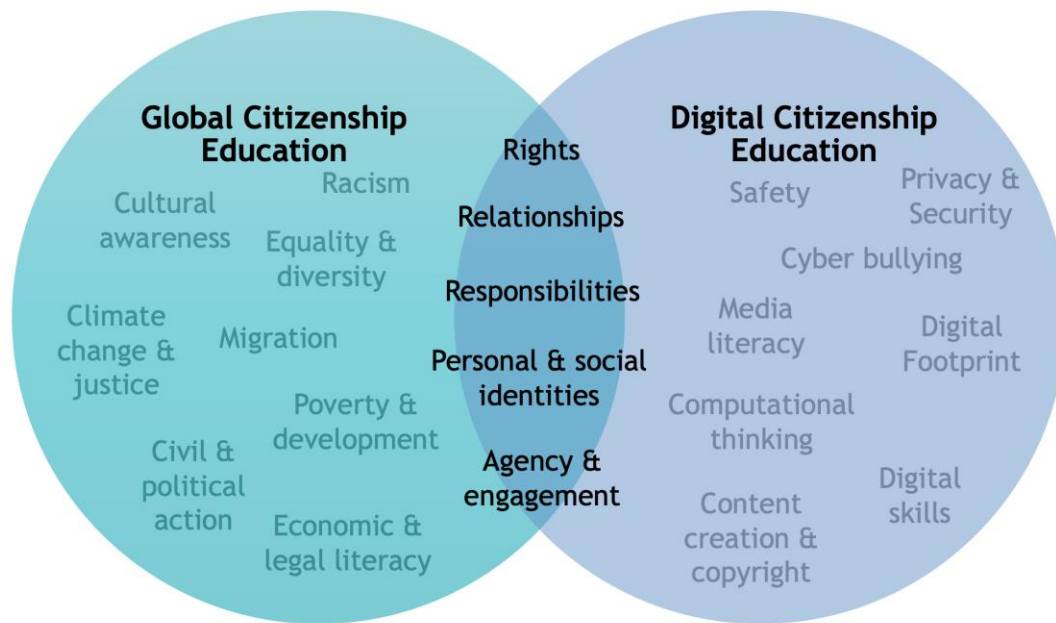 Global Citizenship
Education
Racism
Cultural
awareness
Equality &
diversity
Climate
change &
justice
Migration
Poverty &
development
Civil &
political
action
Economic &
legal literacy
Rights
Relationships
Responsibilities
Personal & social
identities
Agency &
engagement
Digital Citizenship
Education
Safety
Privacy &
Security
Cyber bullying
Media
literacy
Digital
Footprint
Computational
thinking
Digital
skills
Content
creation &
copyright